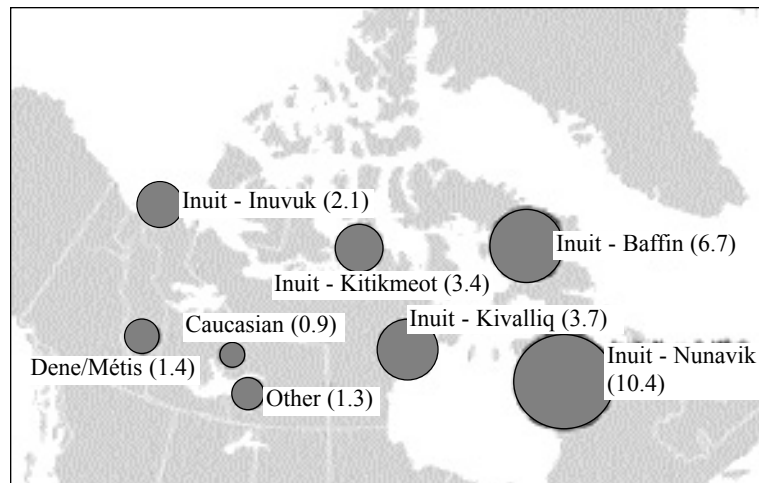 Inuit - Inuvuk (2.1)
Inuit - Baffin (6.7)
Inuit - Kitikmeot (3.4)
Caucasian (0.9)
Inuit - Kivalliq (3.7)
Dene/Métis (1.4)
Inuit - Nunavik
(10.4)
Other (1.3)